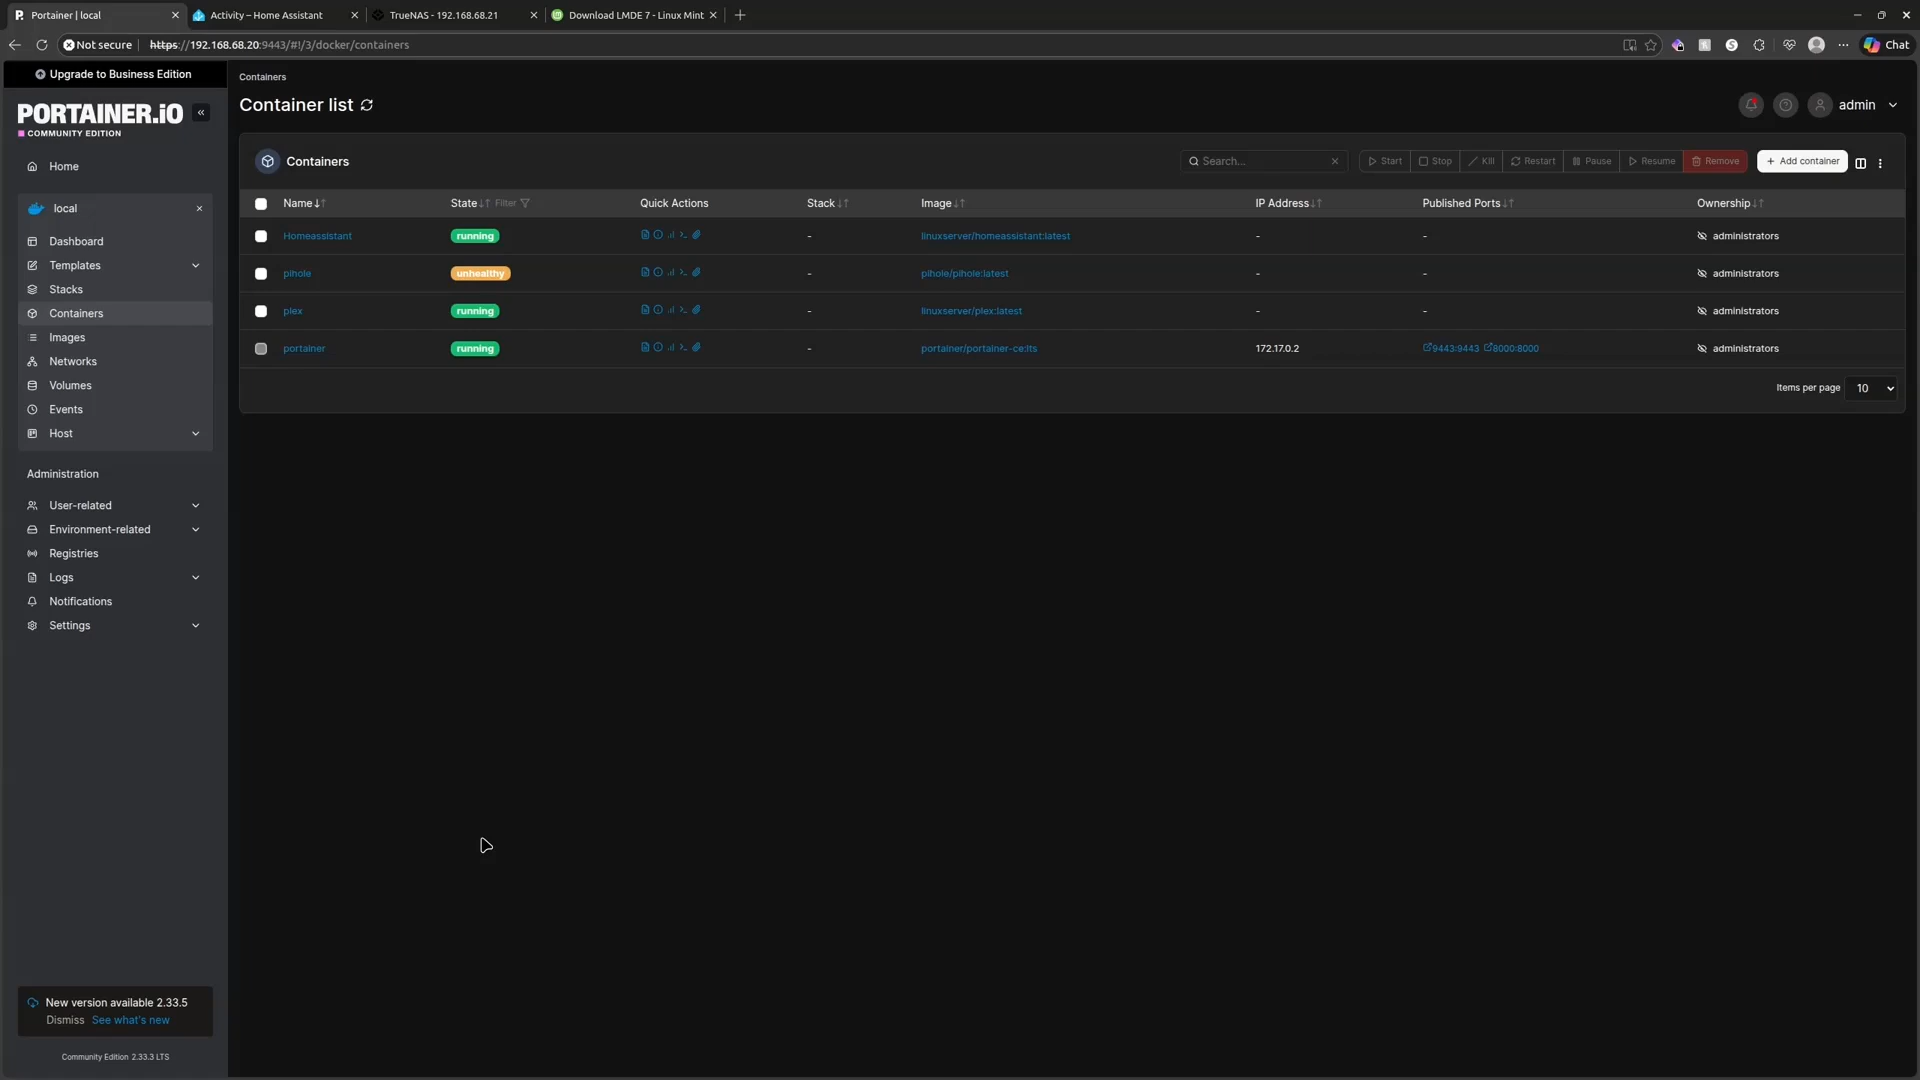 Portainer | local
Activity – Home Assistant
TrueNAS - 192.168.68.21
Download LMDE 7 - Linux Mint
Not secure
https://192.168.68.20:9443/#!/3/docker/containers
Chat
Upgrade to Business Edition
PORTAINER.iO
COMMUNITY EDITION
Home
local
Dashboard
Templates
Stacks
Containers
Images
Networks
Volumes
Events
Host
Administration
User-related
Environment-related
Registries
Logs
Notifications
Settings
New version available 2.33.5
Dismiss See what's new
Community Edition 2.33.3 LTS
Containers
Container list
admin
Containers
Search...
Start Stop Kill Restart Pause Resume Remove
+ Add container
Name State Filter Quick Actions Stack Image IP Address Published Ports Ownership
Homeassistant running - linuxserver/homeassistant:latest - - administrators
pihole unhealthy - pihole/pihole:latest - - administrators
plex running - linuxserver/plex:latest - - administrators
portainer running - portainer/portainer-ce:lts 172.17.0.2 9443:9443 8000:8000 administrators
Items per page 10